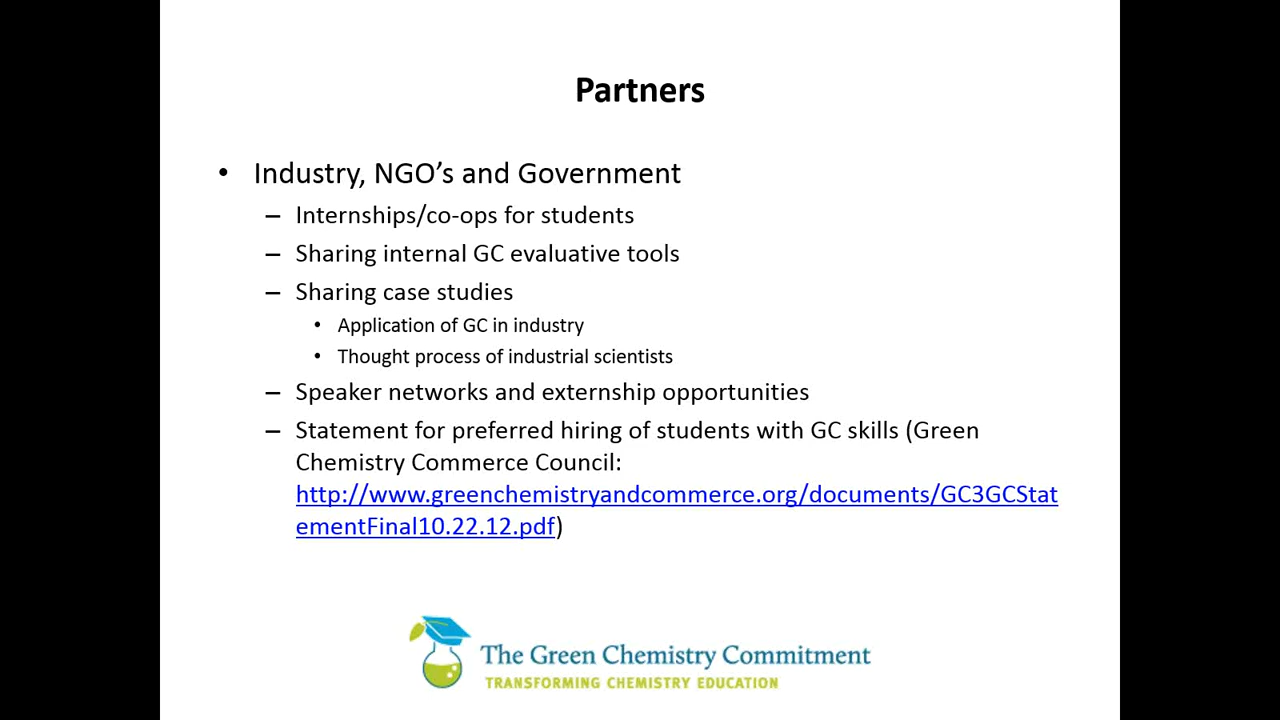 Partners
• Industry, NGO’s and Government
– Internships/co-ops for students
– Sharing internal GC evaluative tools
– Sharing case studies
• Application of GC in industry
• Thought process of industrial scientists
– Speaker networks and externship opportunities
– Statement for preferred hiring of students with GC skills (Green
Chemistry Commerce Council:
http://www.greenchemistryandcommerce.org/documents/GC3GCStat
ementFinal10.22.12.pdf)
The Green Chemistry Commitment
TRANSFORMING CHEMISTRY EDUCATION